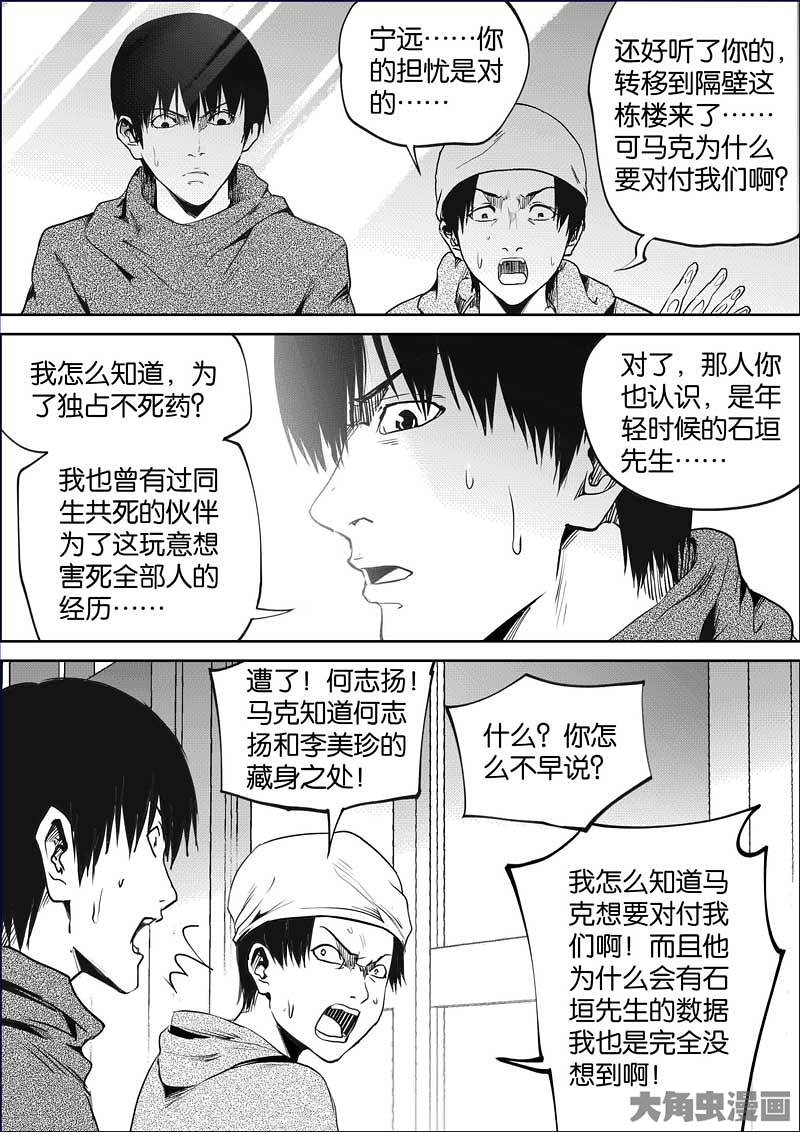 宁远……你
的担忧是对
的……
还好听了你的，
转移到隔壁这
栋楼来了……
可马克为什么
要对付我们啊？
我怎么知道，为
了独占不死药？
我也曾有过同
生共死的伙伴
为了这玩意想
害死全部人的
经历……
对了，那人你
也认识，是年
轻时候的石垣
先生……
遭了！何志扬！
马克知道何志
扬和李美珍的
藏身之处！
什么？你怎
么不早说？
我怎么知道马
克想要对付我
们啊！而且他
为什么会有石
垣先生的数据
我也是完全没
想到啊！
大角虫漫画